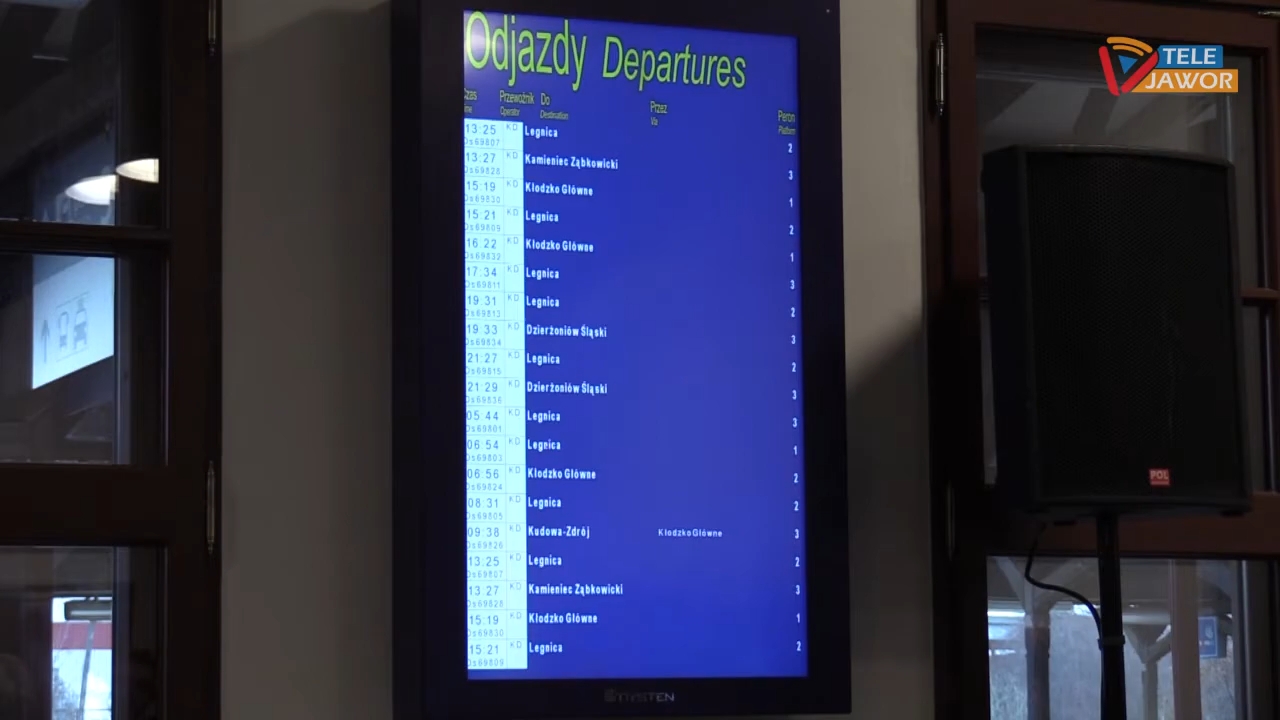 Odjazdy Departures
Czas Przewoźnik Do Przez Peron
Time Operator Destination Via Platform
13:25 KD Legnica 2
Os69807
13:27 KD Kamieniec Ząbkowicki 3
Os69828
15:19 KD Kłodzko Główne 1
Os69830
15:21 KD Legnica 2
Os69809
16:22 KD Kłodzko Główne 1
Os69832
17:34 KD Legnica 3
Os69811
19:31 KD Legnica 2
Os69813
19:33 KD Dzierżoniów Śląski 3
Os69834
21:27 KD Legnica 2
Os69815
21:29 KD Dzierżoniów Śląski 3
Os69836
05:44 KD Legnica 3
Os69801
06:54 KD Legnica 1
Os69803
06:56 KD Kłodzko Główne 2
Os69824
08:31 KD Legnica 2
Os69805
09:38 KD Kudowa-Zdrój Kłodzko Główne 3
Os69826
13:25 KD Legnica 2
Os69807
13:27 KD Kamieniec Ząbkowicki 3
Os69828
15:19 KD Kłodzko Główne 1
Os69830
15:21 KD Legnica 2
Os69809
TELE
JAWOR
POL